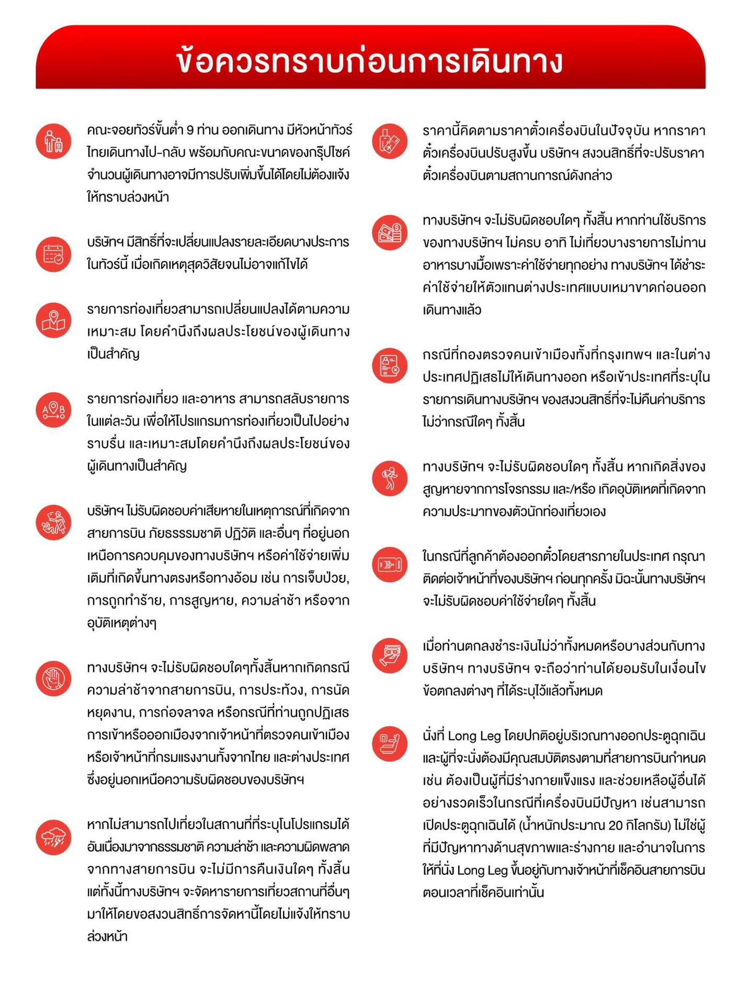 ข้อควรทราบก่อนการเดินทาง
คณะจอยทัวร์ขั้นต่ำ 9 ท่าน ออกเดินทาง มีหัวหน้าทัวร์
ไทยเดินทางไป-กลับ พร้อมกับคณะขนาดของกรุ๊ปไซค์
จำนวนผู้เดินทางอาจมีการปรับเพิ่มขึ้นได้โดยไม่ต้องแจ้ง
ให้ทราบล่วงหน้า
บริษัทฯ มีสิทธิ์ที่จะเปลี่ยนแปลงรายละเอียดบางประการ
ในทัวร์นี้ เมื่อเกิดเหตุสุดวิสัยจนไม่อาจแก้ไขได้
รายการท่องเที่ยวสามารถเปลี่ยนแปลงได้ตามความ
เหมาะสม โดยคำนึงถึงผลประโยชน์ของผู้เดินทาง
เป็นสำคัญ
A B
รายการท่องเที่ยว และอาหาร สามารถสลับรายการ
ในแต่ละวัน เพื่อให้โปรแกรมการท่องเที่ยวเป็นไปอย่าง
ราบรื่น และเหมาะสมโดยคำนึงถึงผลประโยชน์ของ
ผู้เดินทางเป็นสำคัญ
บริษัทฯ ไม่รับผิดชอบค่าเสียหายในเหตุการณ์ที่เกิดจาก
สายการบิน ภัยธรรรมชาติ ปฏิวัติ และอื่นๆ ที่อยู่นอก
เหนือการควบคุมของทางบริษัทฯ หรือค่าใช้จ่ายเพิ่ม
เติมที่เกิดขึ้นทางตรงหรือทางอ้อม เช่น การเจ็บป่วย,
การถูกทำร้าย, การสูญหาย, ความล่าช้า หรือจาก
อุบัติเหตุต่างๆ
ทางบริษัทฯ จะไม่รับผิดชอบใดๆทั้งสิ้นหากเกิดกรณี
ความล่าช้าจากสายการบิน, การประท้วง, การนัด
หยุดงาน, การก่อจลาจล หรือกรณีที่ท่านถูกปฏิเสธ
การเข้าหรือออกเมืองจากเจ้าหน้าที่ตรวจคนเข้าเมือง
หรือเจ้าหน้าที่กรมแรงงานทั้งจากไทย และต่างประเทศ
ซึ่งอยู่นอกเหนือความรับผิดชอบของบริษัทฯ
หากไม่สามารถไปเที่ยวในสถานที่ที่ระบุโนโปรแกรมได้
อันเนื่องมาจากธรรมชาติ ความล่าช้า และความผิดพลาด
จากทางสายการบิน จะไม่มีการคืนเงินใดๆ ทั้งสิ้น
แต่ทั้งนี้ทางบริษัทฯ จะจัดหารายการเที่ยวสถานที่อื่นๆ
มาให้โดยขอสงวนสิทธิ์การจัดหานี้โดยไม่แจ้งให้ทราบ
ล่วงหน้า
ราคานี้คิดตามราคาตั๋วเครื่องบินในปัจจุบัน หากราคา
ตั๋วเครื่องบินปรับสูงขึ้น บริษัทฯ สงวนสิทธิ์ที่จะปรับราคา
ตั๋วเครื่องบินตามสถานการณ์ดังกล่าว
ทางบริษัทฯ จะไม่รับผิดชอบใดๆ ทั้งสิ้น หากท่านใช้บริการ
ของทางบริษัทฯ ไม่ครบ อาทิ ไม่เที่ยวบางรายการไม่ทาน
อาหารบางมื้อเพราะค่าใช้จ่ายทุกอย่าง ทางบริษัทฯ ได้ชำระ
ค่าใช้จ่ายให้ตัวแทนต่างประเทศแบบเหมาขาดก่อนออก
เดินทางแล้ว
กรณีที่กองตรวจคนเข้าเมืองทั้งที่กรุงเทพฯ และในต่าง
ประเทศปฏิเสธไม่ให้เดินทางออก หรือเข้าประเทศที่ระบุใน
รายการเดินทางบริษัทฯ ของสงวนสิทธิ์ที่จะไม่คืนค่าบริการ
ไม่ว่ากรณีใดๆ ทั้งสิ้น
ทางบริษัทฯ จะไม่รับผิดชอบใดๆ ทั้งสิ้น หากเกิดสิ่งของ
สูญหายจากการโจรกรรม และ/หรือ เกิดอุบัติเหตที่เกิดจาก
ความประมาทของตัวนักท่องเที่ยวเอง
ในกรณีที่ลูกค้าต้องออกตั๋วโดยสารภายในประเทศ กรุณา
ติดต่อเจ้าหน้าที่ของบริษัทฯ ก่อนทุกครั้ง มิฉะนั้นทางบริษัทฯ
จะไม่รับผิดชอบค่าใช้จ่ายใดๆ ทั้งสิ้น
เมื่อท่านตกลงชำระเงินไม่ว่าทั้งหมดหรือบางส่วนกับทาง
บริษัทฯ ทางบริษัทฯ จะถือว่าท่านได้ยอมรับในเงื่อนไข
ข้อตกลงต่างๆ ที่ได้ระบุไว้แล้วทั้งหมด
นั่งที่ Long Leg โดยปกติอยู่บริเวณทางออกประตูฉุกเฉิน
และผู้ที่จะนั่งต้องมีคุณสมบัติตรงตามที่สายการบินกำหนด
เช่น ต้องเป็นผู้ที่มีร่างกายแข็งแรง และช่วยเหลือผู้อื่นได้
อย่างรวดเร็วในกรณีที่เครื่องบินมีปัญหา เช่นสามารถ
เปิดประตูฉุกเฉินได้ (น้ำหนักประมาณ 20 กิโลกรัม) ไม่ใช่ผู้
ที่มีปัญหาทางด้านสุขภาพและร่างกาย และอำนาจในการ
ให้ที่นั่ง Long Leg ขึ้นอยู่กับทางเจ้าหน้าที่เช็คอินสายการบิน
ตอนเวลาที่เช็คอินเท่านั้น